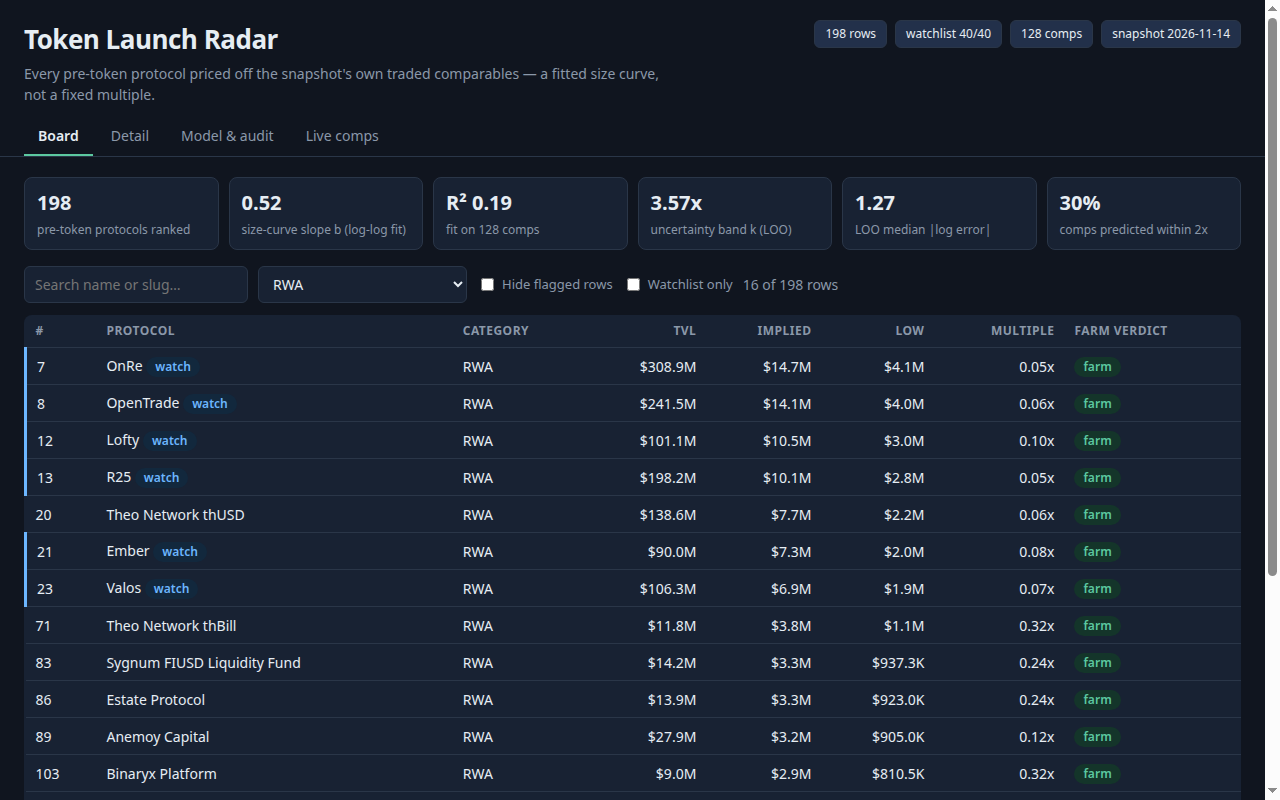 Token Launch Radar
198 rows
watchlist 40/40
128 comps
snapshot 2026-11-14
Every pre-token protocol priced off the snapshot's own traded comparables — a fitted size curve,
not a fixed multiple.
Board
Detail
Model & audit
Live comps
198
pre-token protocols ranked
0.52
size-curve slope b (log-log fit)
R² 0.19
fit on 128 comps
3.57x
uncertainty band k (LOO)
1.27
LOO median |log error|
30%
comps predicted within 2x
Search name or slug...
RWA
Hide flagged rows
Watchlist only
16 of 198 rows
# PROTOCOL CATEGORY TVL IMPLIED LOW MULTIPLE FARM VERDICT
7 OnRe watch RWA $308.9M $14.7M $4.1M 0.05x farm
8 OpenTrade watch RWA $241.5M $14.1M $4.0M 0.06x farm
12 Lofty watch RWA $101.1M $10.5M $3.0M 0.10x farm
13 R25 watch RWA $198.2M $10.1M $2.8M 0.05x farm
20 Theo Network thUSD RWA $138.6M $7.7M $2.2M 0.06x farm
21 Ember watch RWA $90.0M $7.3M $2.0M 0.08x farm
23 Valos watch RWA $106.3M $6.9M $1.9M 0.07x farm
71 Theo Network thBill RWA $11.8M $3.8M $1.1M 0.32x farm
83 Sygnum FIUSD Liquidity Fund RWA $14.2M $3.3M $937.3K 0.24x farm
86 Estate Protocol RWA $13.9M $3.3M $923.0K 0.24x farm
89 Anemoy Capital RWA $27.9M $3.2M $905.0K 0.12x farm
103 Binaryx Platform RWA $9.0M $2.9M $810.5K 0.32x farm